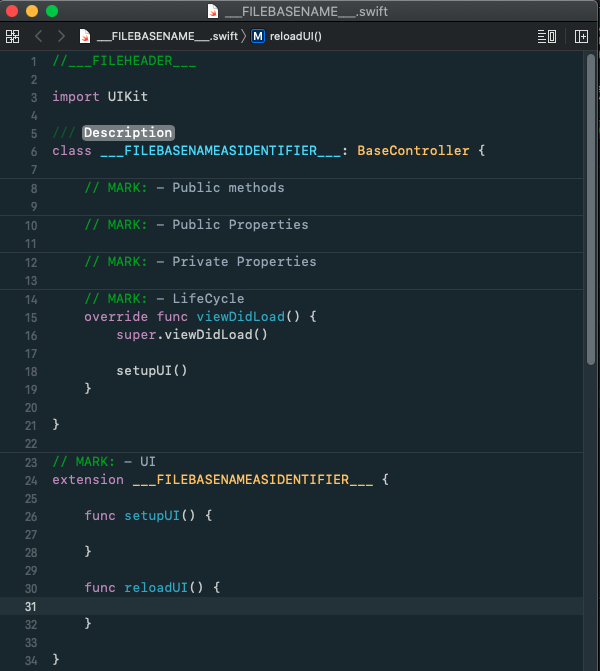 ___FILEBASENAME___.swift
___FILEBASENAME___.swift 〉 M reloadUI()
1 //___FILEHEADER___
2
3 import UIKit
4
5 /// Description
6 class ___FILEBASENAMEASIDENTIFIER___: BaseController {
7
8 // MARK: - Public methods
9
10 // MARK: - Public Properties
11
12 // MARK: - Private Properties
13
14 // MARK: - LifeCycle
15 override func viewDidLoad() {
16 super.viewDidLoad()
17
18 setupUI()
19 }
20
21 }
22
23 // MARK: - UI
24 extension ___FILEBASENAMEASIDENTIFIER___ {
25
26 func setupUI() {
27
28 }
29
30 func reloadUI() {
31
32 }
33
34 }